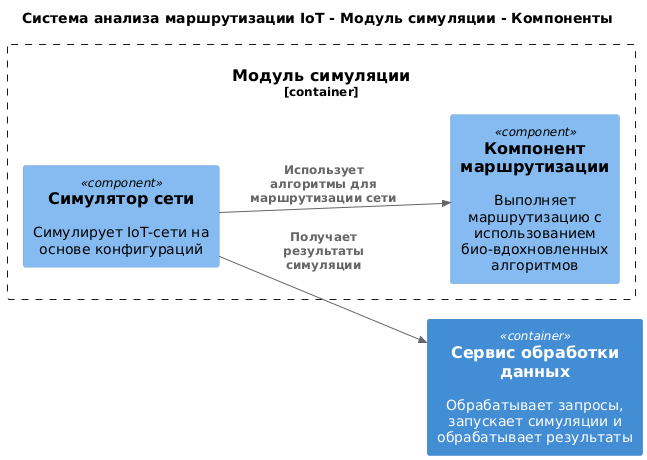 Система анализа маршрутизации IoT - Модуль симуляции - Компоненты
Модуль симуляции
[container]
«component»
Симулятор сети
Симулирует IoT-сети на
основе конфигураций
Использует
алгоритмы для
маршрутизации сети
Получает
результаты
симуляции
«component»
Компонент
маршрутизации
Выполняет
маршрутизацию с
использованием
био-вдохновленных
алгоритмов
«container»
Сервис обработки
данных
Обрабатывает запросы,
запускает симуляции и
обрабатывает результаты